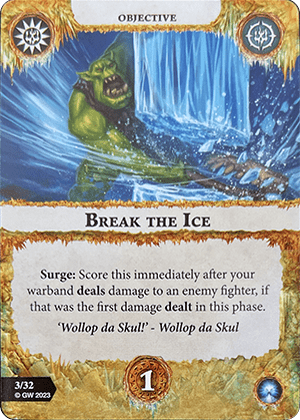 OBJECTIVE
BREAK THE ICE
Surge: Score this immediately after your
warband deals damage to an enemy fighter, if
that was the first damage dealt in this phase.
‘Wollop da Skul!’ - Wollop da Skul
3/32
© GW 2023
1